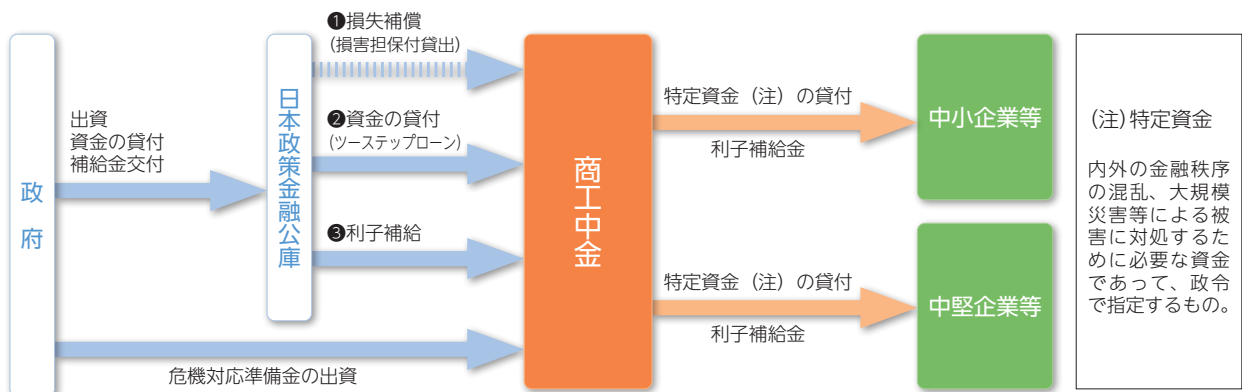 政府
出資
資金の貸付
補給金交付
日本政策金融公庫
❶損失補償
(損害担保付貸出)
❷資金の貸付
(ツーステップローン)
❸利子補給
危機対応準備金の出資
商工中金
特定資金（注）の貸付
利子補給金
中小企業等
特定資金（注）の貸付
利子補給金
中堅企業等
(注)特定資金
内外の金融秩序
の混乱、大規模
災害等による被
害に対処するた
めに必要な資金
であって、政令
で指定するもの。